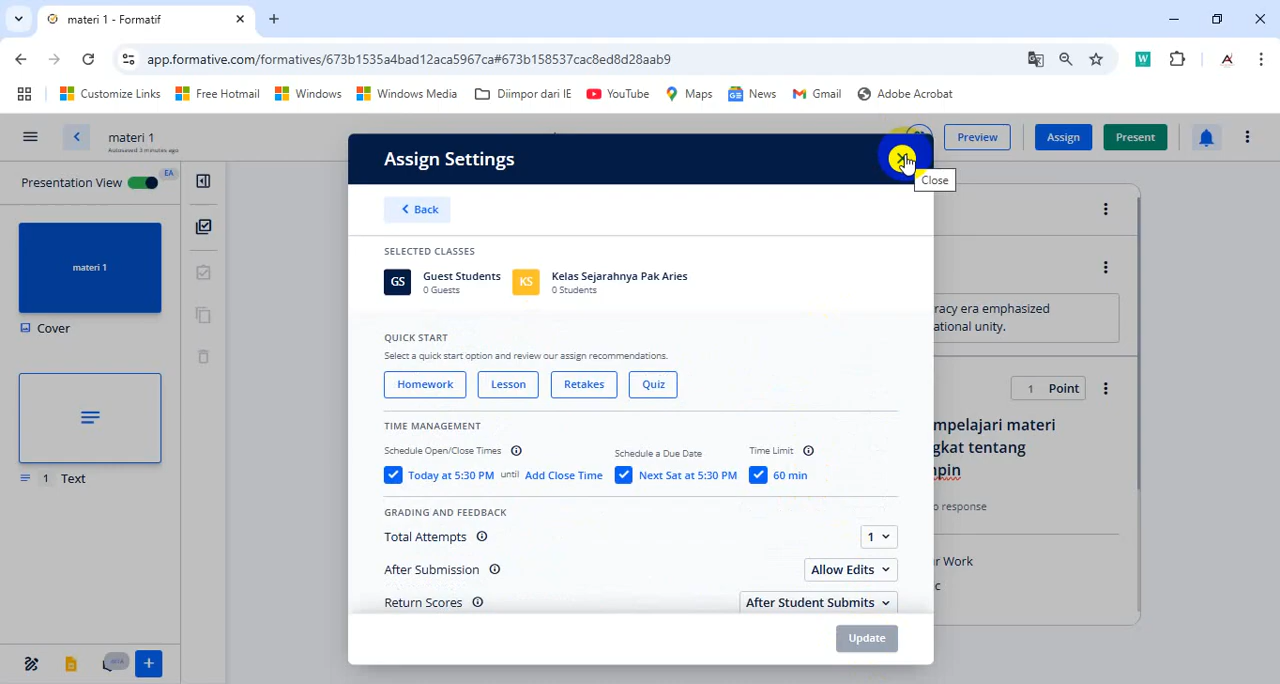 materi 1 - Formatif
app.formative.com/formatives/673b1535a4bad12aca5967ca#673b158537cac8ed8d28aab9
Customize Links
Free Hotmail
Windows
Windows Media
Diimpor dari IE
YouTube
Maps
News
Gmail
Adobe Acrobat
materi 1
Autosaved 3 minutes ago
Preview
Assign
Present
Presentation View
EA
materi 1
Cover
1 Text
Assign Settings
Close
Back
SELECTED CLASSES
GS
Guest Students
0 Guests
KS
Kelas Sejarahnya Pak Aries
0 Students
QUICK START
Select a quick start option and review our assign recommendations.
Homework
Lesson
Retakes
Quiz
TIME MANAGEMENT
Schedule Open/Close Times
Schedule a Due Date
Time Limit
Today at 5:30 PM until Add Close Time
Next Sat at 5:30 PM
60 min
GRADING AND FEEDBACK
Total Attempts
1
After Submission
Allow Edits
Return Scores
After Student Submits
Update
racy era emphasized
ational unity.
1 Point
mpelajari materi
gkat tentang
npin
o response
r Work
c